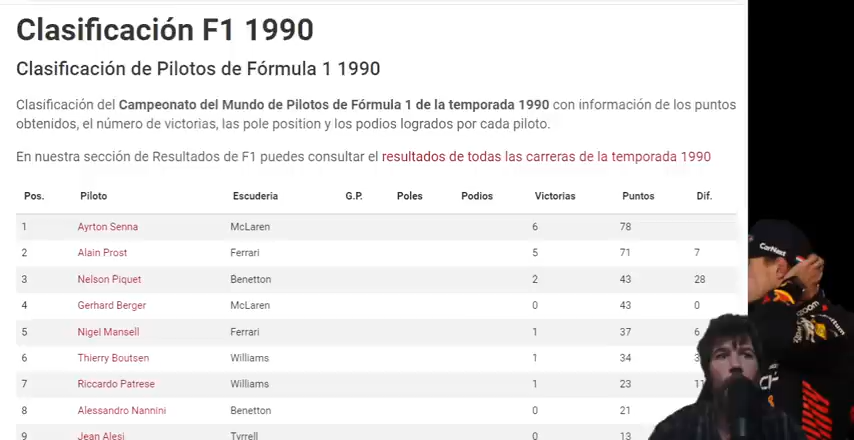 Clasificación F1 1990
Clasificación de Pilotos de Fórmula 1 1990
Clasificación del Campeonato del Mundo de Pilotos de Fórmula 1 de la temporada 1990 con información de los puntos
obtenidos, el número de victorias, las pole position y los podios logrados por cada piloto.
En nuestra sección de Resultados de F1 puedes consultar el resultados de todas las carreras de la temporada 1990
Pos. Piloto Escudería G.P. Poles Podios Victorias Puntos Dif.
1 Ayrton Senna McLaren 6 78
2 Alain Prost Ferrari 5 71 7
3 Nelson Piquet Benetton 2 43 28
4 Gerhard Berger McLaren 0 43 0
5 Nigel Mansell Ferrari 1 37 6
6 Thierry Boutsen Williams 1 34 3
7 Riccardo Patrese Williams 1 23 11
8 Alessandro Nannini Benetton 0 21
9 Jean Alesi Tyrrell 0 13
CarNext